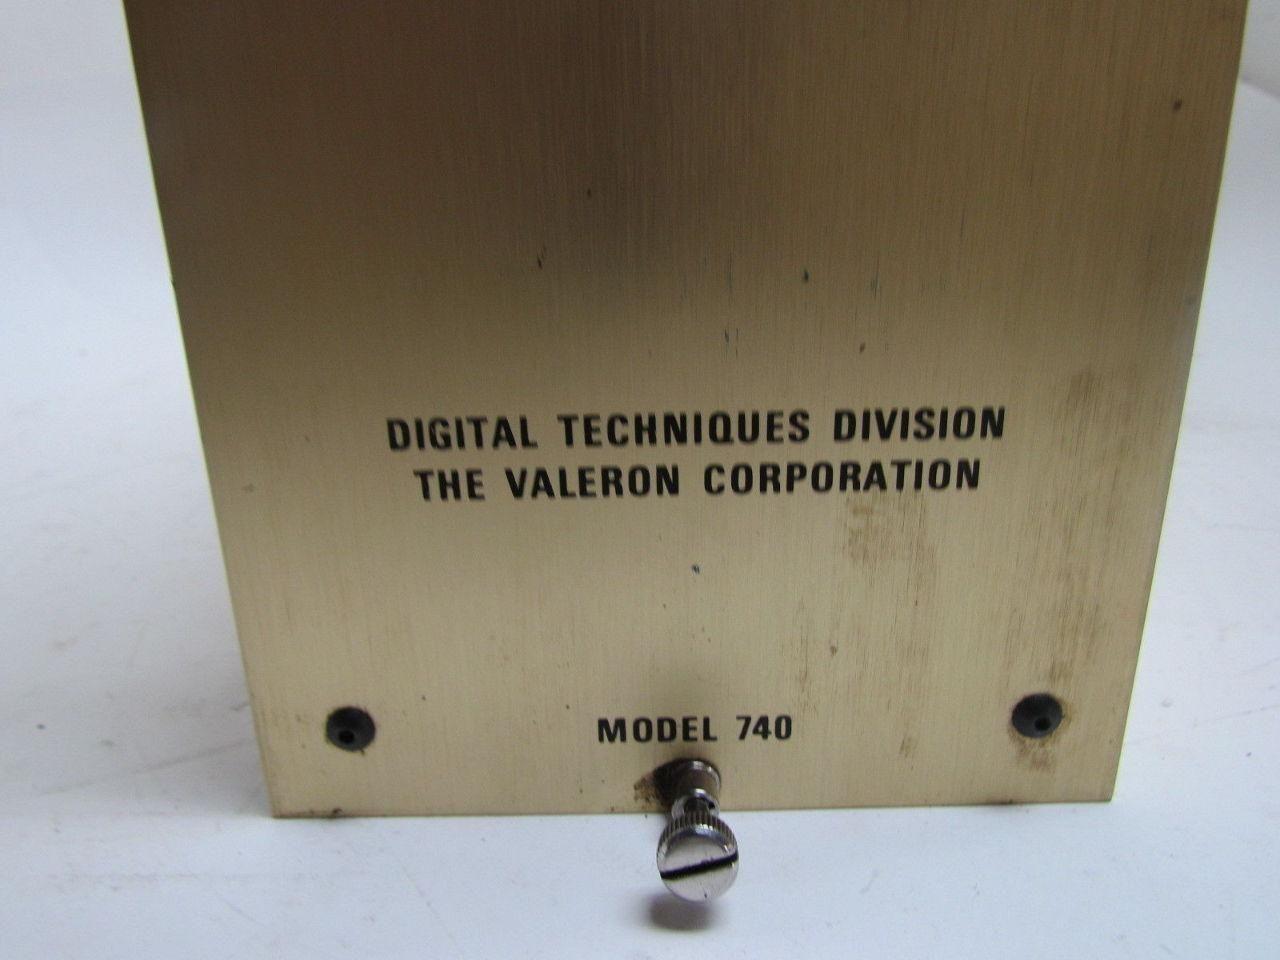 DIGITAL TECHNIQUES DIVISION
THE VALERON CORPORATION
MODEL 740